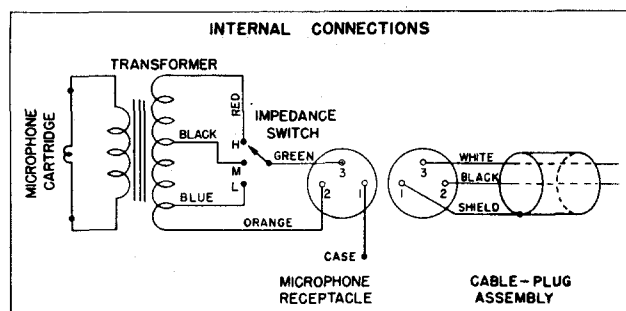 INTERNAL CONNECTIONS
TRANSFORMER
MICROPHONE
CARTRIDGE
RED
IMPEDANCE
SWITCH
BLACK
H
M
L
GREEN
BLUE
ORANGE
3
2
1
CASE
MICROPHONE
RECEPTACLE
3
1
2
WHITE
BLACK
SHIELD
CABLE-PLUG
ASSEMBLY